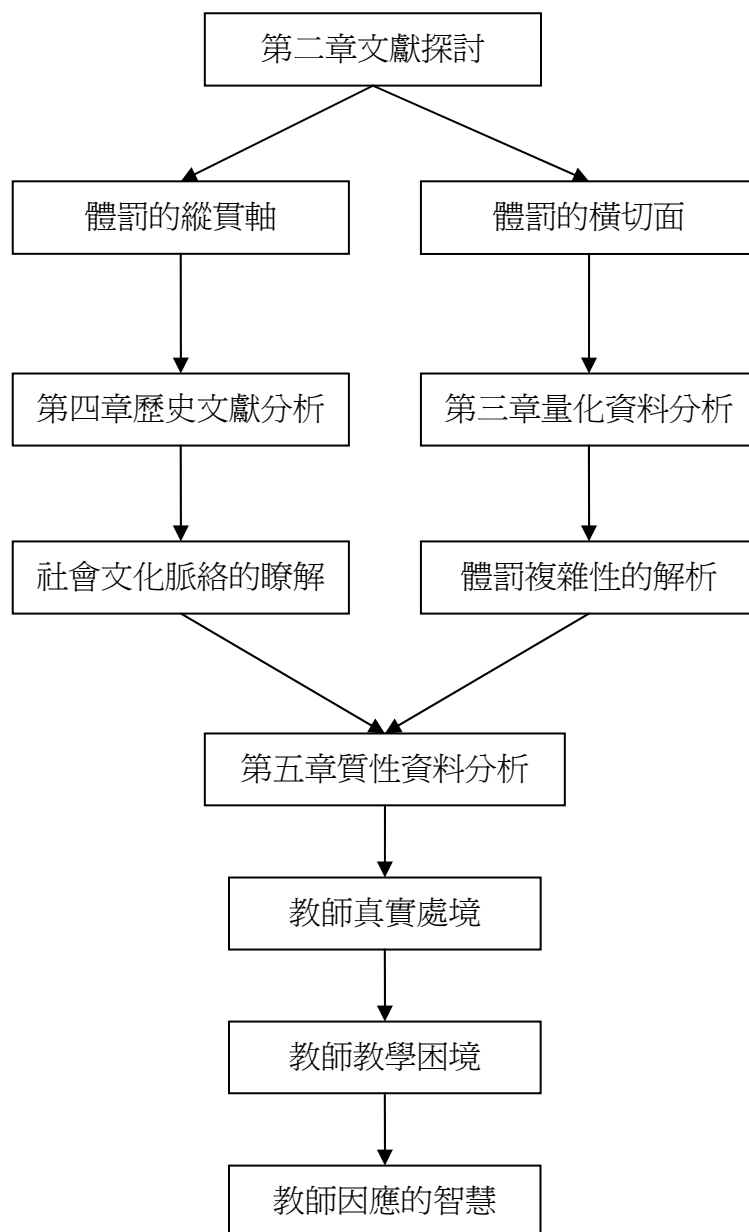 第二章文獻探討
體罰的縱貫軸
體罰的橫切面
第四章歷史文獻分析
第三章量化資料分析
社會文化脈絡的瞭解
體罰複雜性的解析
第五章質性資料分析
教師真實處境
教師教學困境
教師因應的智慧